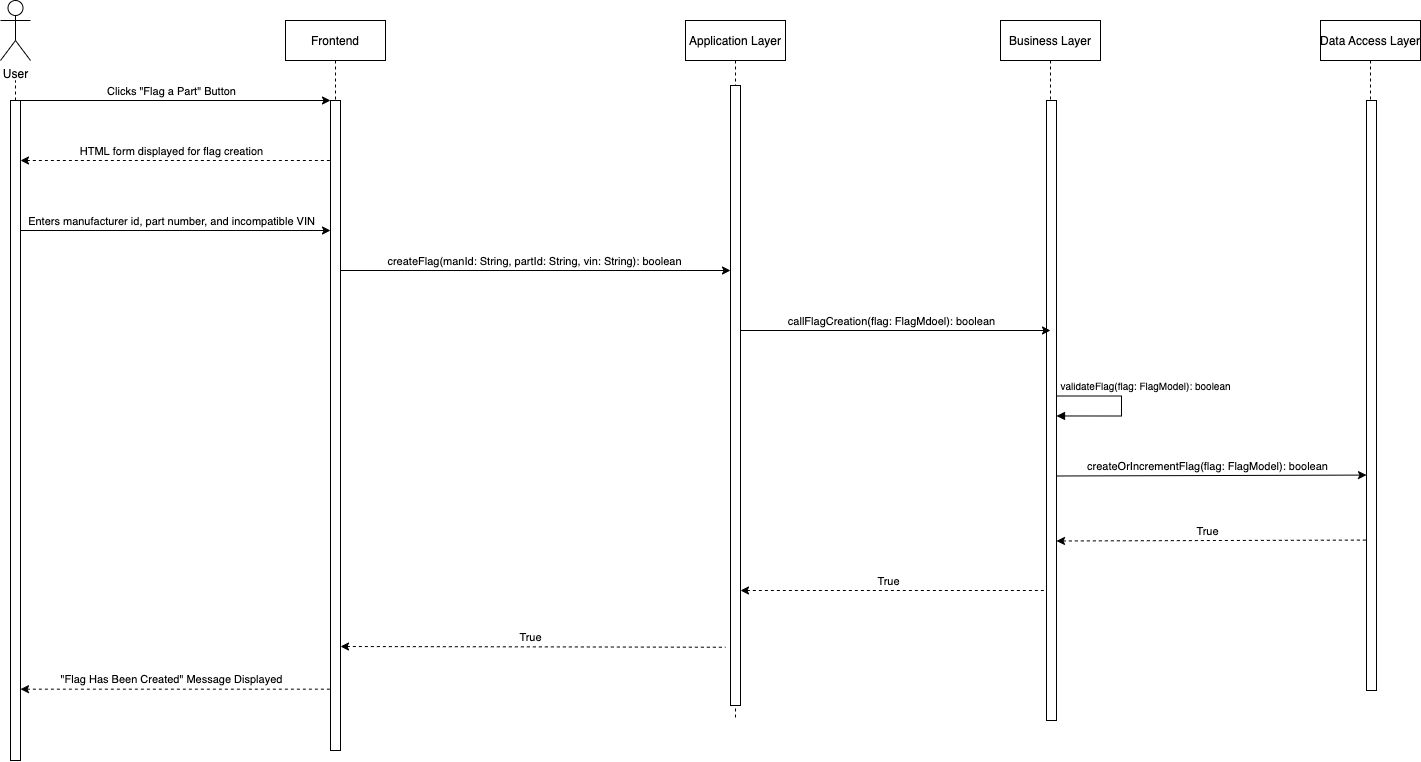 User
Frontend
Application Layer
Business Layer
Data Access Layer
Clicks "Flag a Part" Button
HTML form displayed for flag creation
Enters manufacturer id, part number, and incompatible VIN
createFlag(manId: String, partId: String, vin: String): boolean
callFlagCreation(flag: FlagMdoel): boolean
validateFlag(flag: FlagModel): boolean
createOrIncrementFlag(flag: FlagModel): boolean
True
True
True
"Flag Has Been Created" Message Displayed